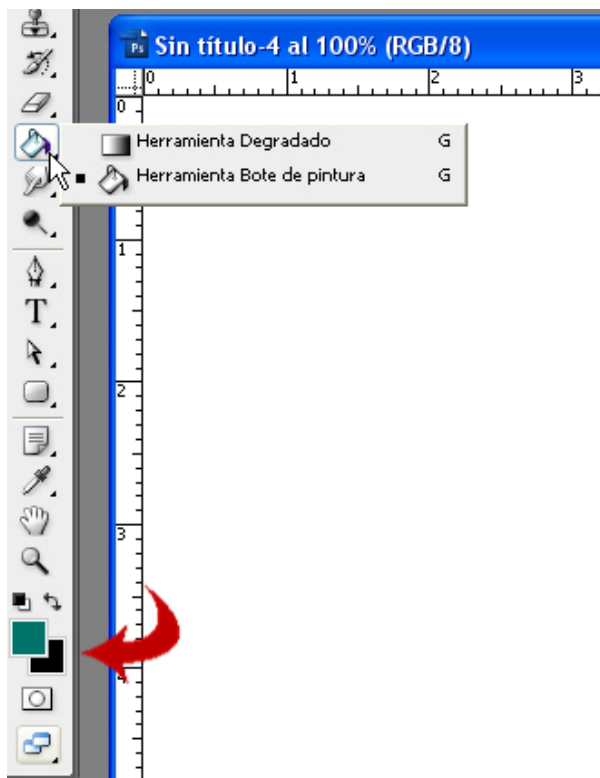 Ps Sin título-4 al 100% (RGB/8)
0 1 2 3
0
Herramienta Degradado G
Herramienta Bote de pintura G
1
T
2
3
4